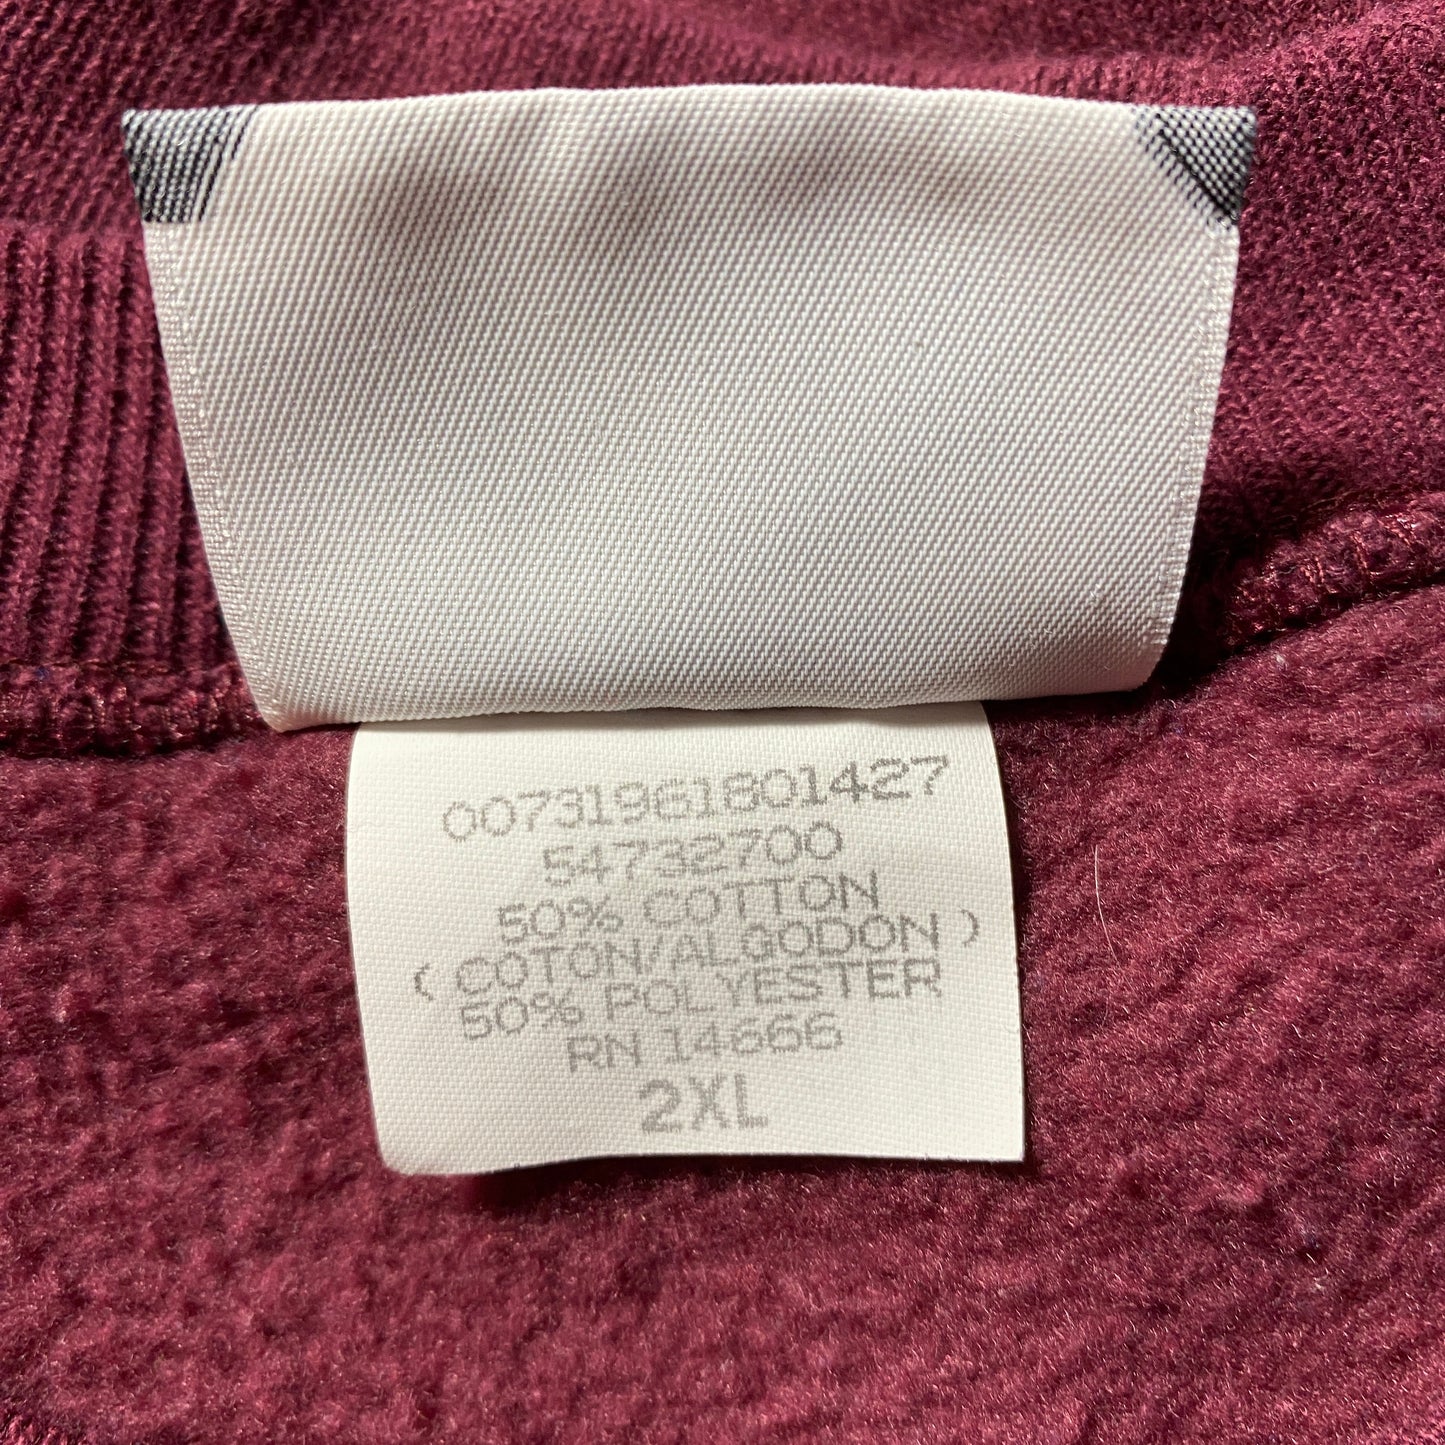 00731961801427
54732700
50% COTTON
(COTON/ALGODON)
50% POLYESTER
RN 14666
2XL